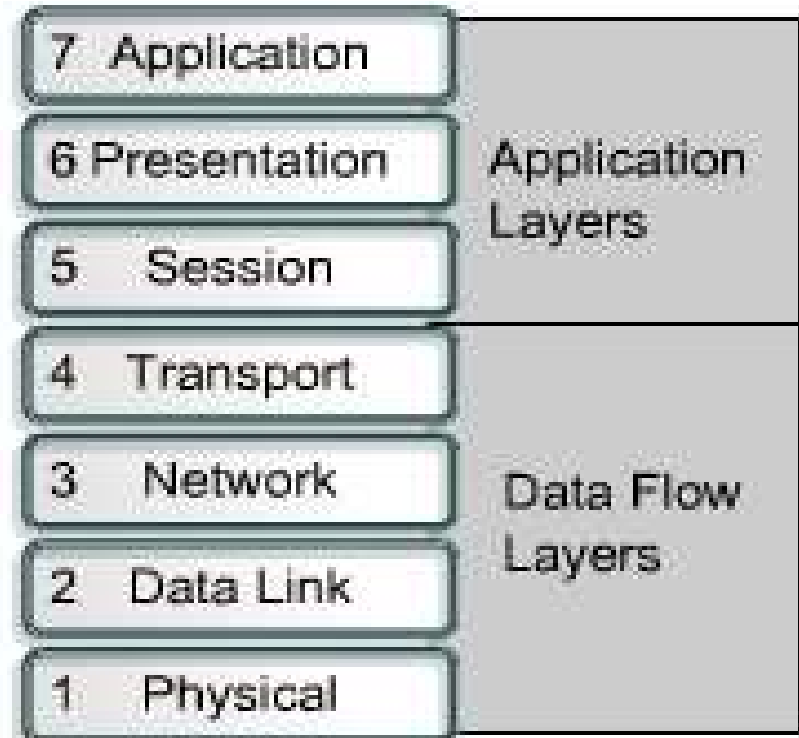 7 Application
6 Presentation
5 Session
4 Transport
3 Network
2 Data Link
1 Physical
Application
Layers
Data Flow
Layers